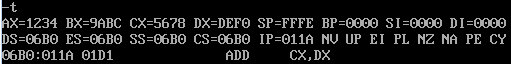 -t
AX=1234 BX=9ABC CX=5678 DX=DEF0 SP=FFFE BP=0000 SI=0000 DI=0000
DS=06B0 ES=06B0 SS=06B0 CS=06B0 IP=011A NV UP EI PL NZ NA PE CY
06B0:011A 01D1 ADD CX,DX